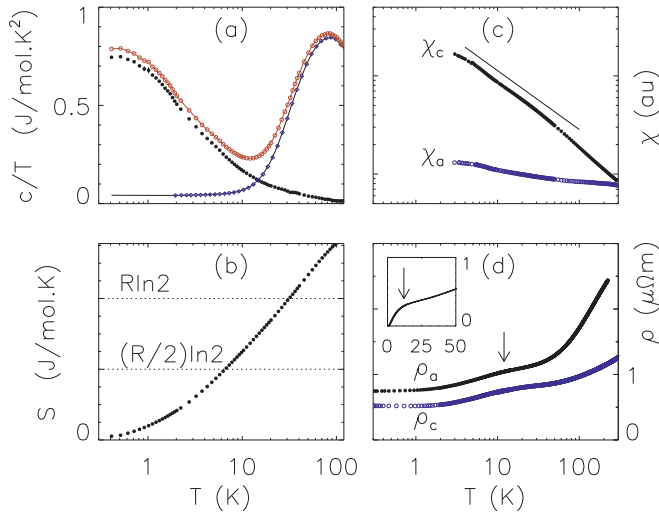 (a)
1
0.5
0
c/T (J/mol.K²)
(c)
χc
χa
χ (au)
(b)
Rln2
(R/2)ln2
0
S (J/mol.K)
1
10
100
T (K)
(d)
1
0
0
25
50
ρa
ρc
1
0
ρ (μΩm)
1
10
100
T (K)